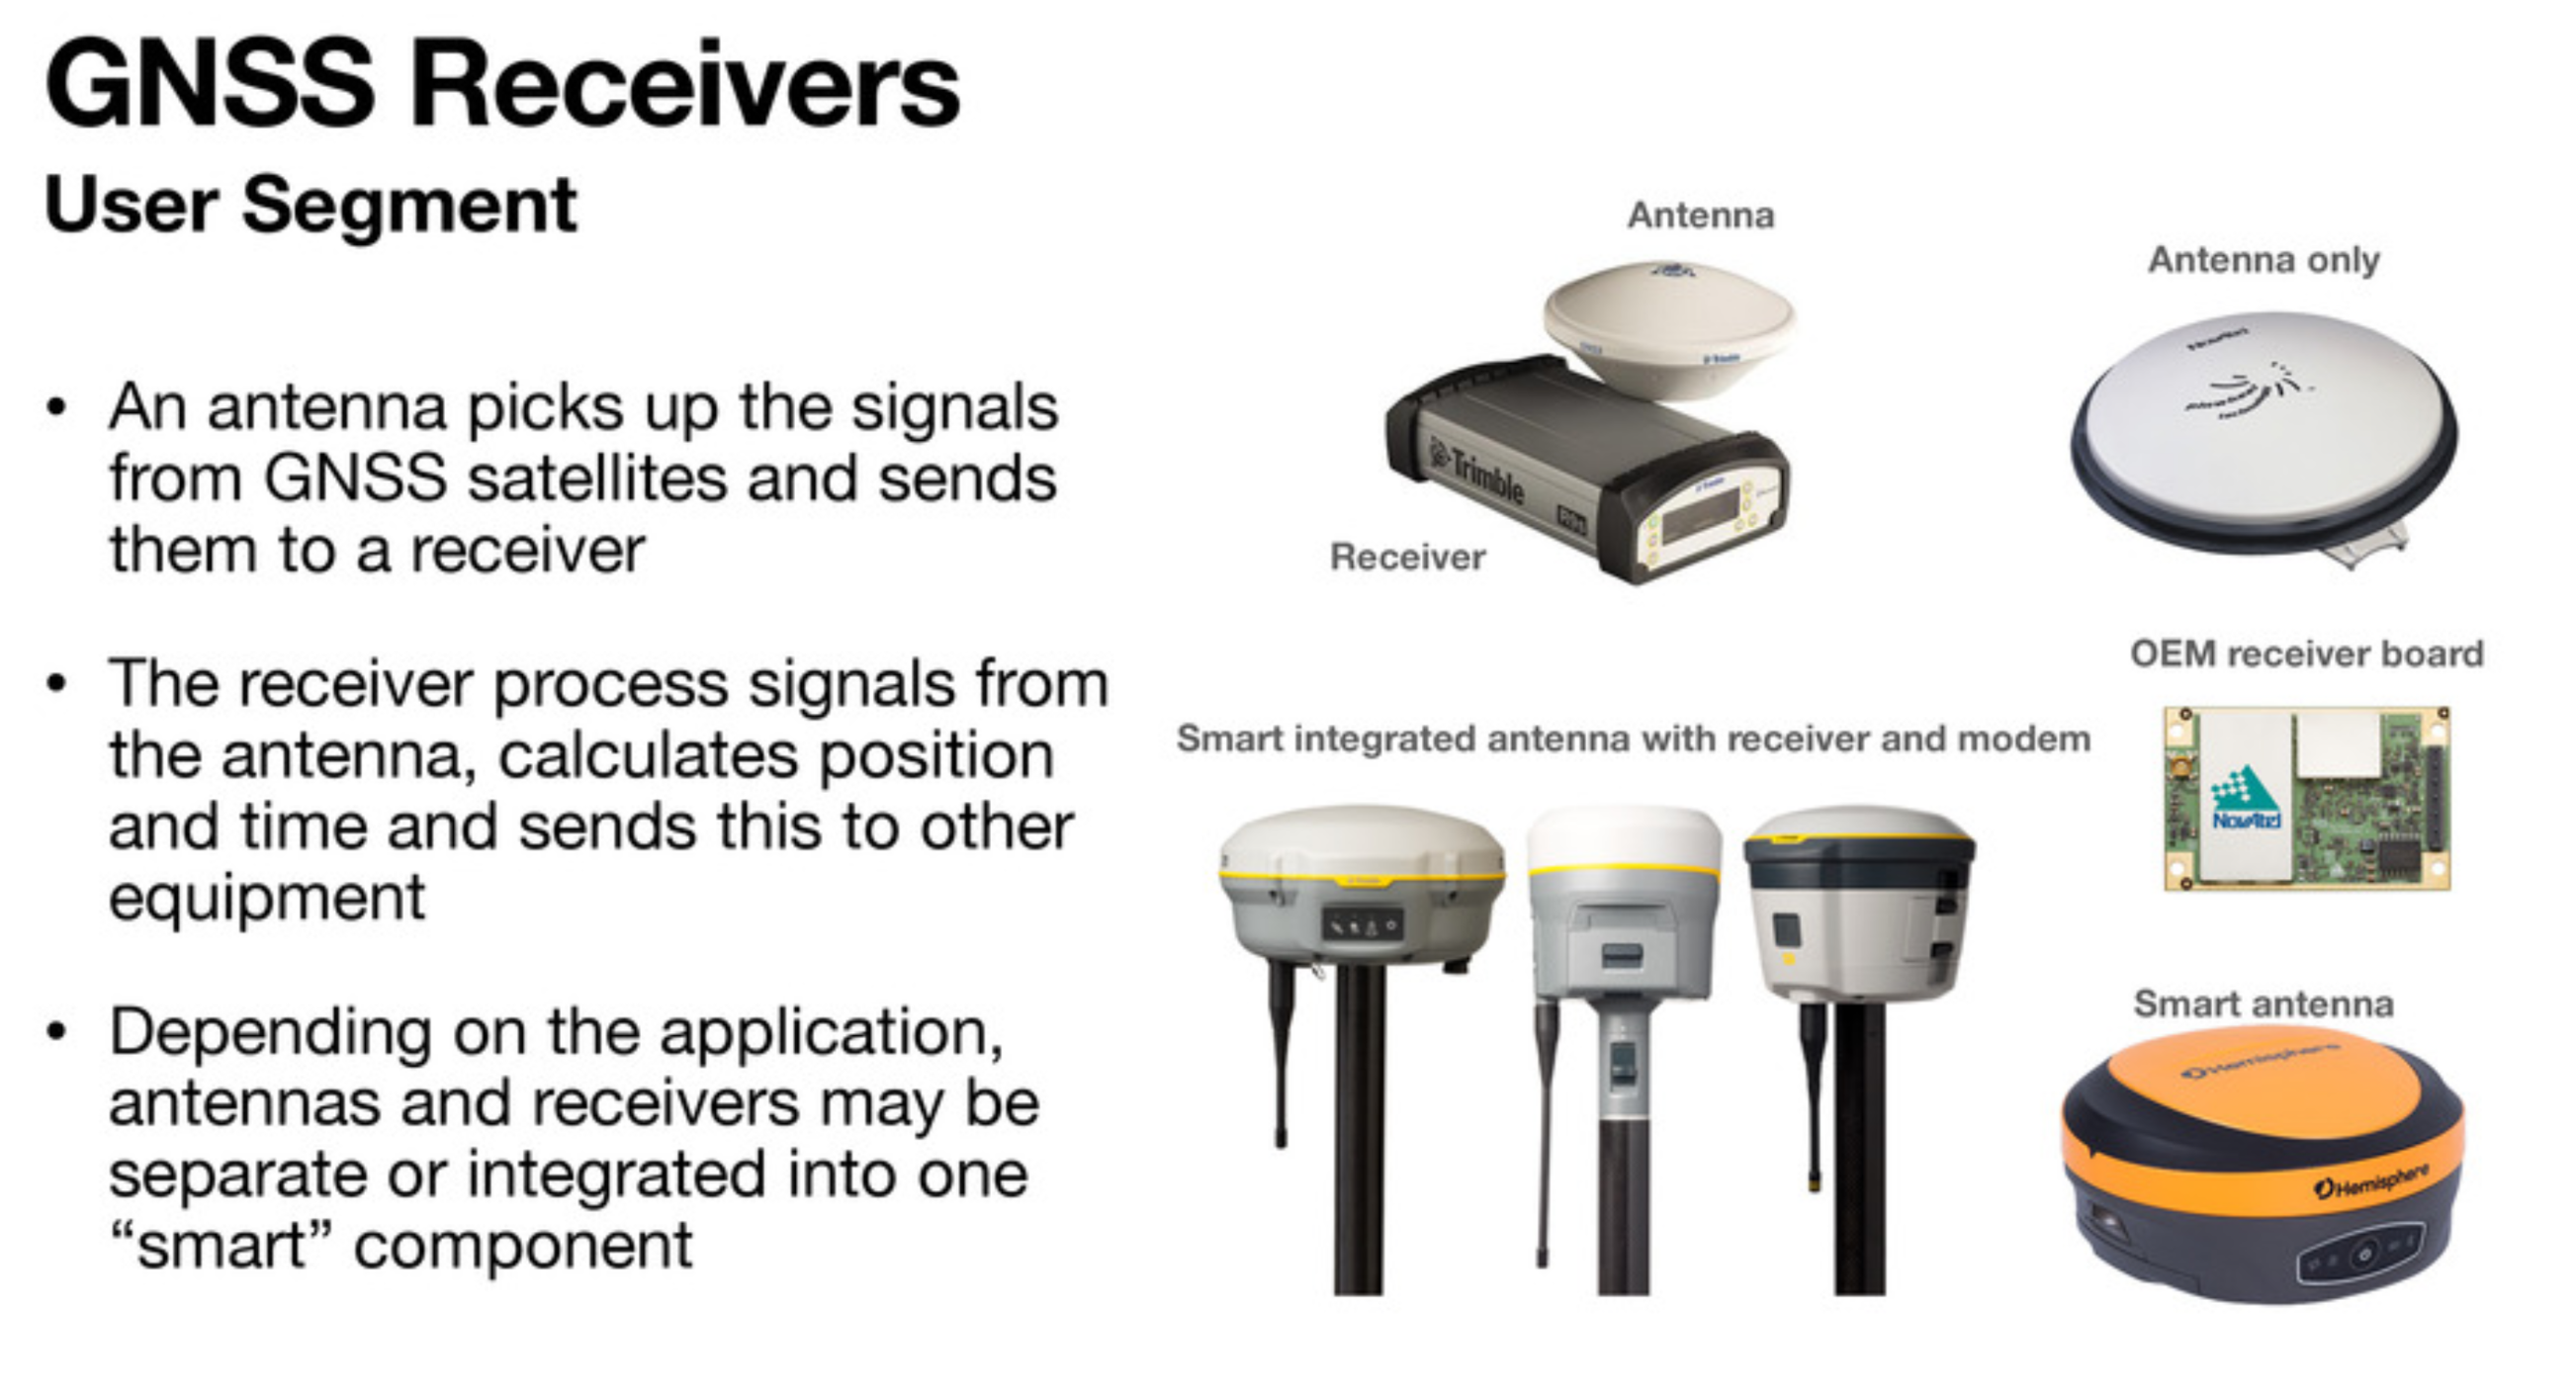 GNSS Receivers
User Segment
• An antenna picks up the signals
from GNSS satellites and sends
them to a receiver
• The receiver process signals from
the antenna, calculates position
and time and sends this to other
equipment
• Depending on the application,
antennas and receivers may be
separate or integrated into one
“smart” component
Antenna
Trimble
Trimble
Receiver
Antenna only
NovAtel
OEM receiver board
NovAtel
Smart integrated antenna with receiver and modem
Smart antenna
Hemisphere
Hemisphere